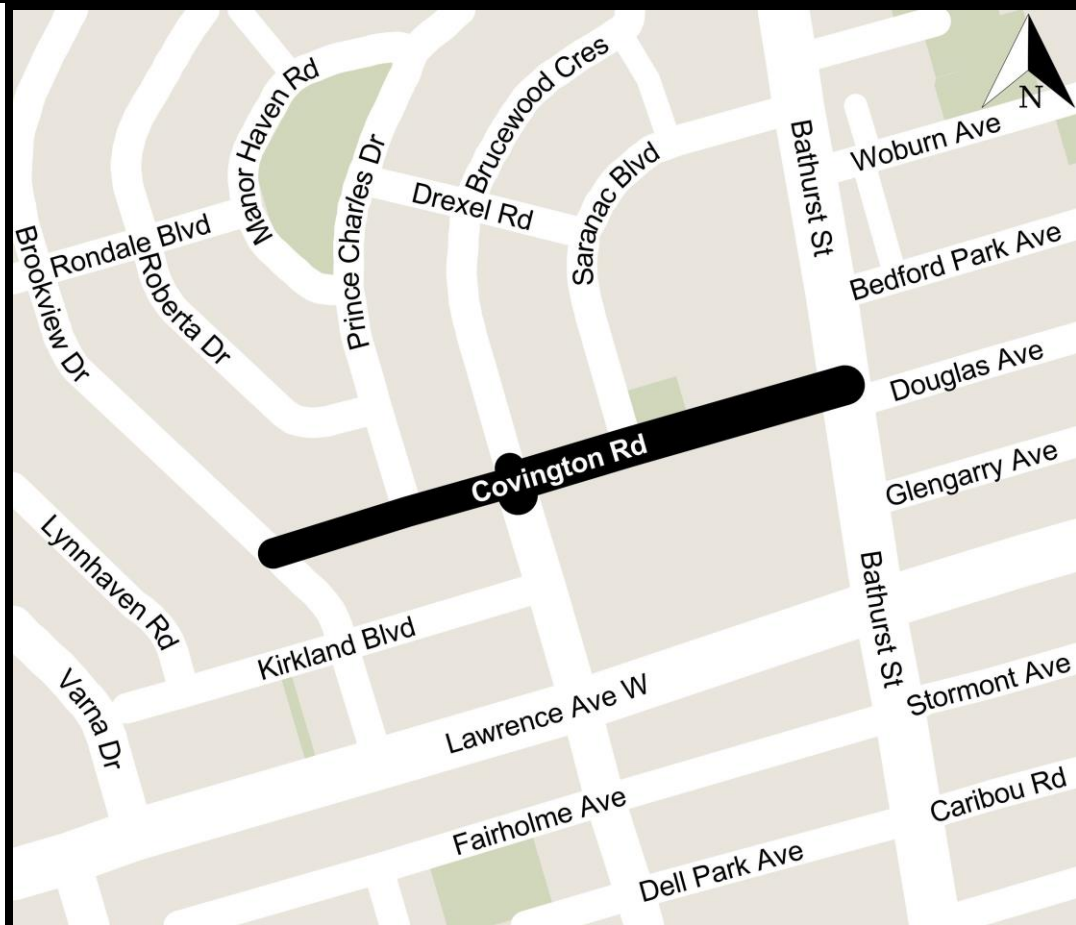 N
Manor Haven Rd
Brucewood Cres
Bathurst St
Woburn Ave
Prince Charles Dr
Drexel Rd
Saranac Blvd
Rondale Blvd
Brookview Dr
Roberta Dr
Bedford Park Ave
Douglas Ave
Covington Rd
Glengarry Ave
Lynnhaven Rd
Kirkland Blvd
Bathurst St
Varna Dr
Lawrence Ave W
Stormont Ave
Fairholme Ave
Caribou Rd
Dell Park Ave